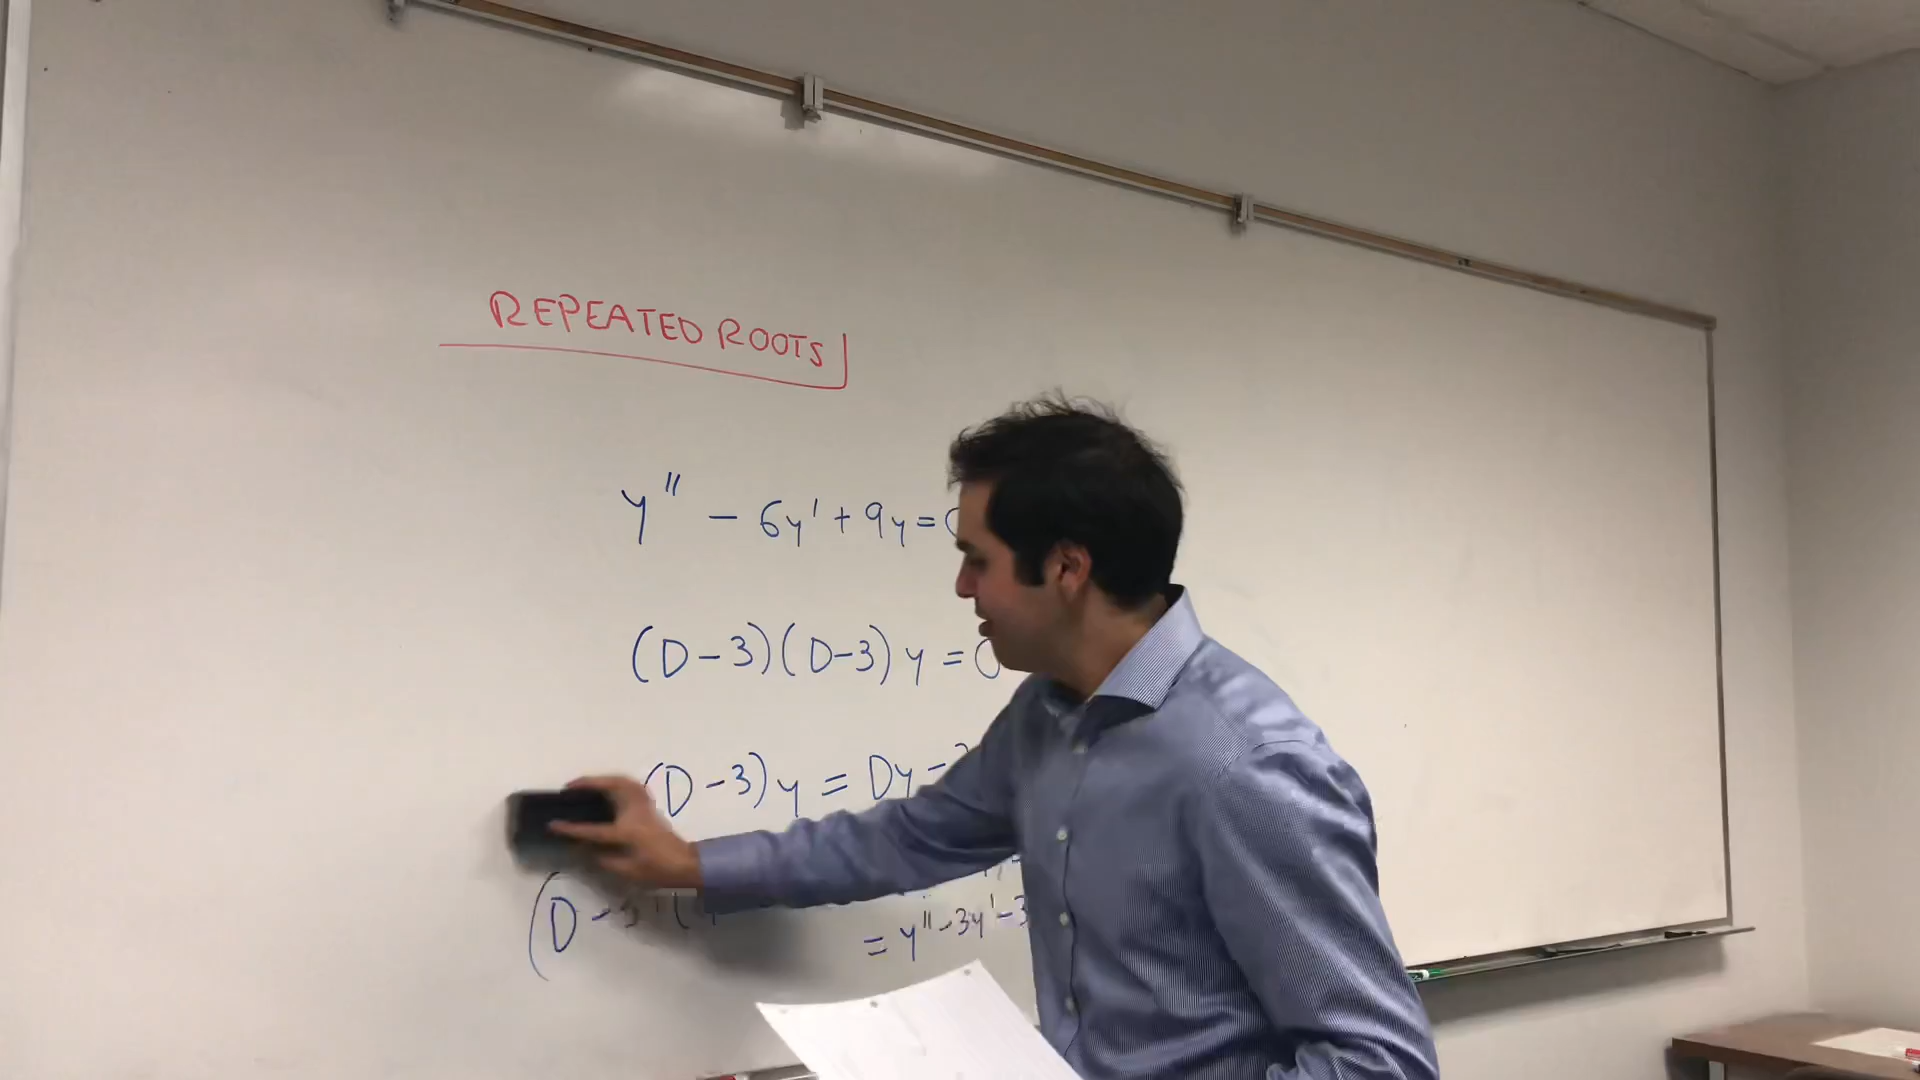 REPEATED ROOTS
y" - 6y' + 9y = 0
(D-3)(D-3)y = 0
(D-3)y = Dy -
(D -
= y" - 3y' - 3